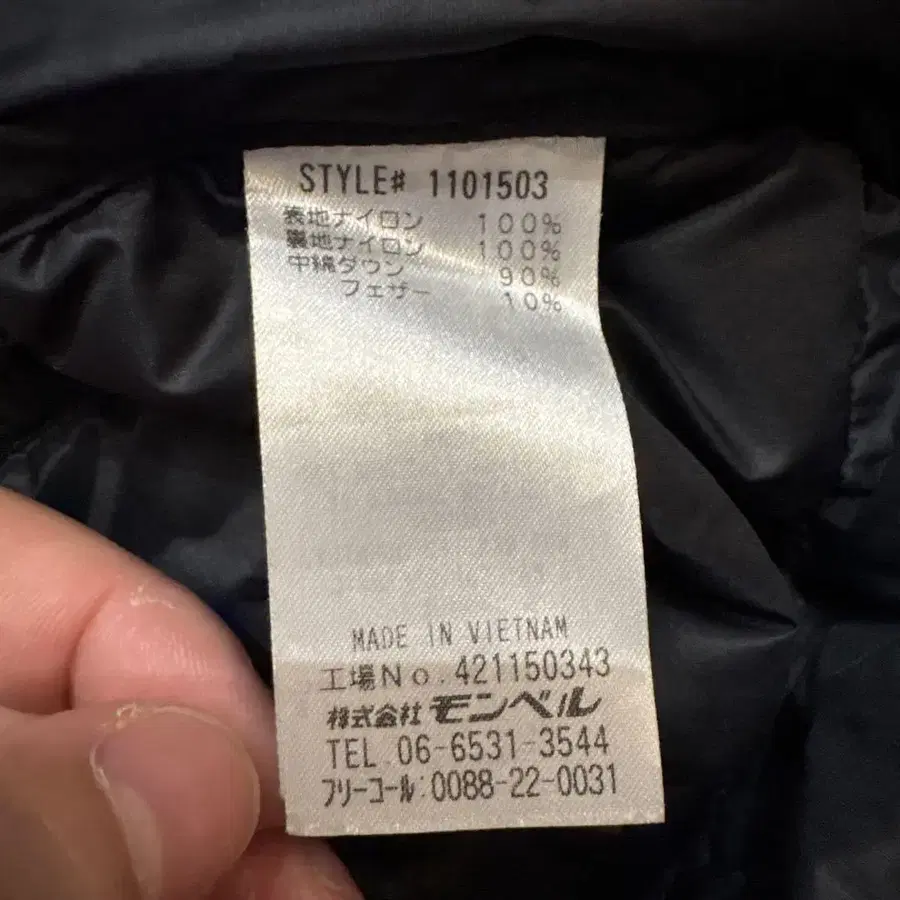 STYLE# 1101503
表地ナイロン 100%
裏地ナイロン 100%
中綿ダウン 90%
フェザー 10%
MADE IN VIETNAM
工場No.421150343
株式会社モンベル
TEL.06-6531-3544
フリーコール:0088-22-0031